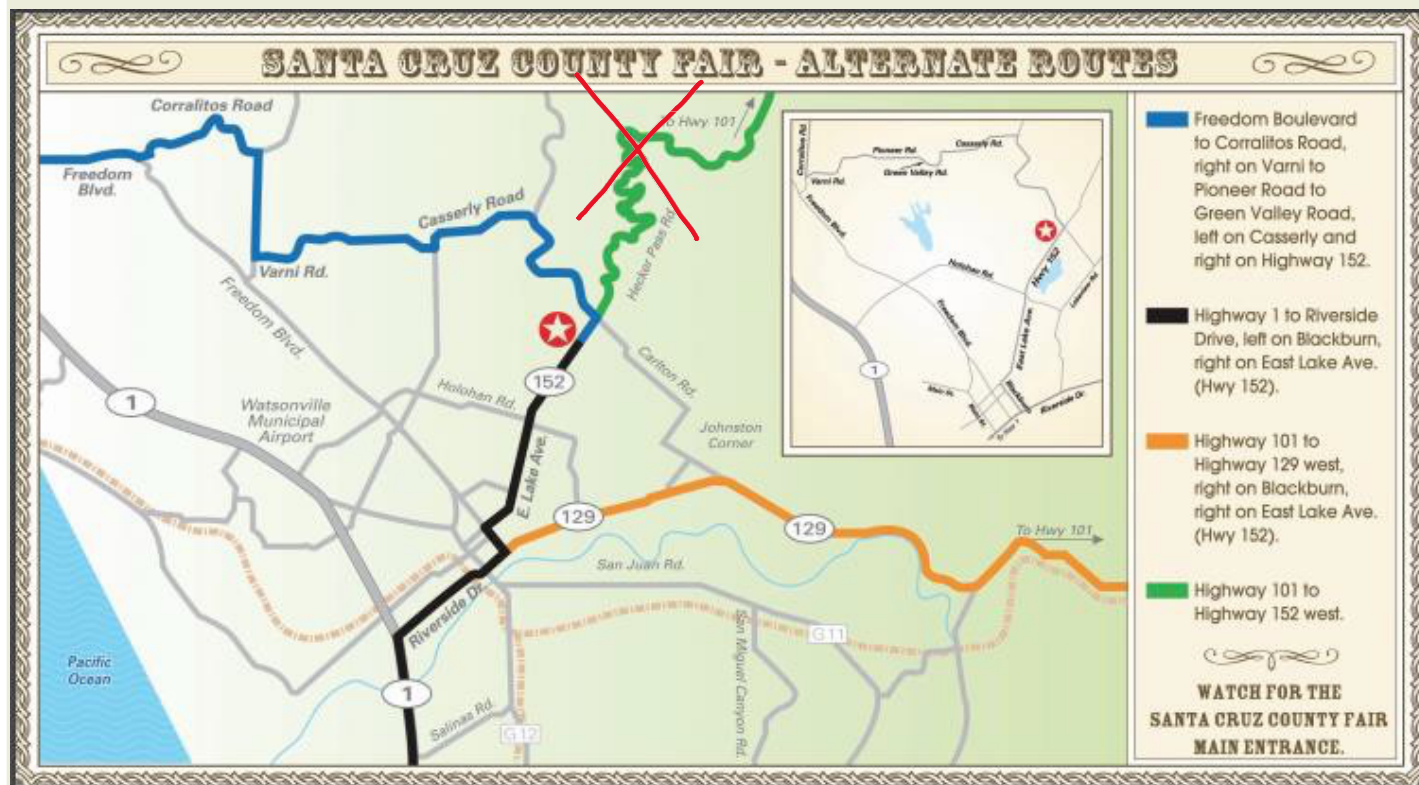 SANTA CRUZ COUNTY FAIR - ALTERNATE ROUTES
Corralitos Road
Freedom
Blvd.
Casserly Road
Varni Rd.
Freedom Blvd.
To Hwy 101
Hecker Pass Rd.
152
Holohan Rd.
Carlton Rd.
1
Watsonville
Municipal
Airport
Johnston
Corner
E. Lake Ave.
129
129
To Hwy 101
San Juan Rd.
Riverside Dr.
San Miguel Canyon Rd.
G11
Pacific
Ocean
1
Salinas Rd.
G12
Corralitos Rd
Pioneer Rd.
Casserly Rd.
Green Valley Rd.
Varni Rd.
Freedom Blvd.
Holohan Rd.
Hwy 152
Lakeview Rd
Freedom Blvd.
East Lake Ave.
1
Main St.
Blackburn
Riverside Dr.
Freedom Boulevard
to Corralitos Road,
right on Varni to
Pioneer Road to
Green Valley Road,
left on Casserly and
right on Highway 152.
Highway 1 to Riverside
Drive, left on Blackburn,
right on East Lake Ave.
(Hwy 152).
Highway 101 to
Highway 129 west,
right on Blackburn,
right on East Lake Ave.
(Hwy 152).
Highway 101 to
Highway 152 west.
WATCH FOR THE
SANTA CRUZ COUNTY FAIR
MAIN ENTRANCE.